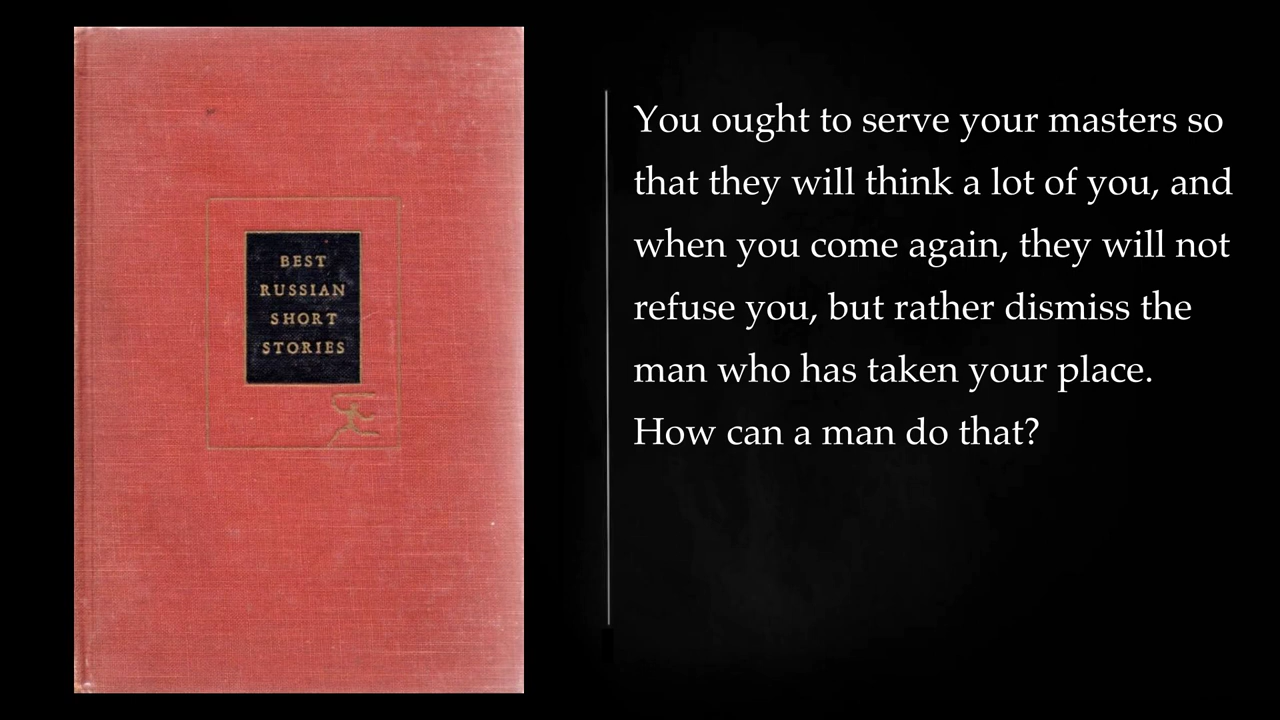 BEST
RUSSIAN
SHORT
STORIES
You ought to serve your masters so
that they will think a lot of you, and
when you come again, they will not
refuse you, but rather dismiss the
man who has taken your place.
How can a man do that?